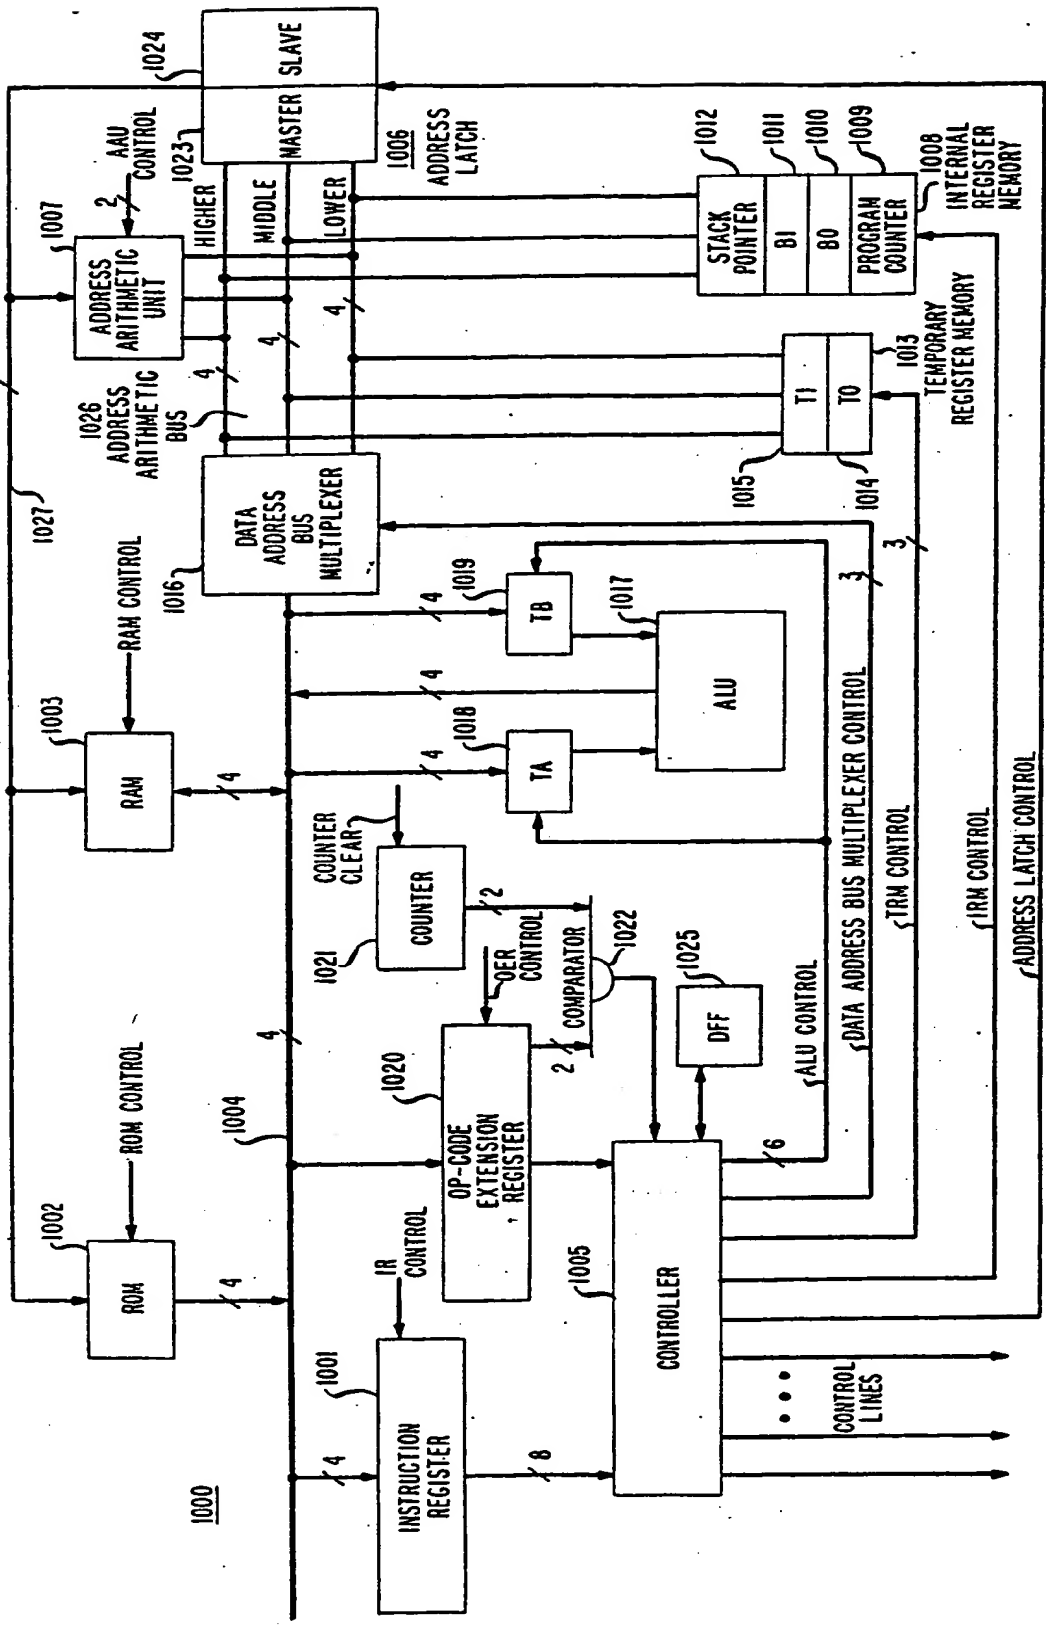 1000
1002
ROM
ROM CONTROL
4
1003
RAM
RAM CONTROL
4
1027
1007
ADDRESS
ARITHMETIC
UNIT
2
AAU
CONTROL
1026
ADDRESS
ARITHMETIC
BUS
1023
1024
MASTER
SLAVE
1006
ADDRESS
LATCH
HIGHER
MIDDLE
LOWER
4
4
4
1004
4
1016
DATA
ADDRESS
BUS
MULTIPLEXER
1001
4
INSTRUCTION
REGISTER
IR
CONTROL
8
1020
OP-CODE
EXTENSION
REGISTER
OER
CONTROL
2
1021
COUNTER
COUNTER
CLEAR
2
COMPARATOR
1022
1018
TA
4
4
1019
TB
4
1017
ALU
1025
DFF
1005
CONTROLLER
6
CONTROL
LINES
ALU CONTROL
DATA ADDRESS BUS MULTIPLEXER CONTROL
3
TRM CONTROL
3
IRM CONTROL
ADDRESS LATCH CONTROL
1015
T1
T0
1014
1013
TEMPORARY
REGISTER MEMORY
STACK
POINTER
B1
B0
PROGRAM
COUNTER
1012
1011
1010
1009
1008
INTERNAL
REGISTER
MEMORY